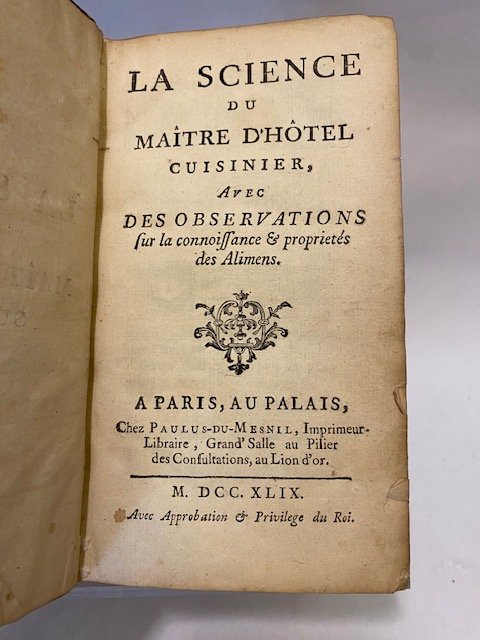 LA SCIENCE
DU
MAÎTRE D'HÔTEL
CUISINIER,
AVEC
DES OBSERVATIONS
ſur la connoiſſance & proprietés
des Alimens.
A PARIS, AU PALAIS,
Chez PAULUS-DU-MESNIL, Imprimeur-
Libraire, Grand' Salle au Pilier
des Conſultations, au Lion d'or.
M. DCC. XLIX.
Avec Approbation & Privilege du Roi.